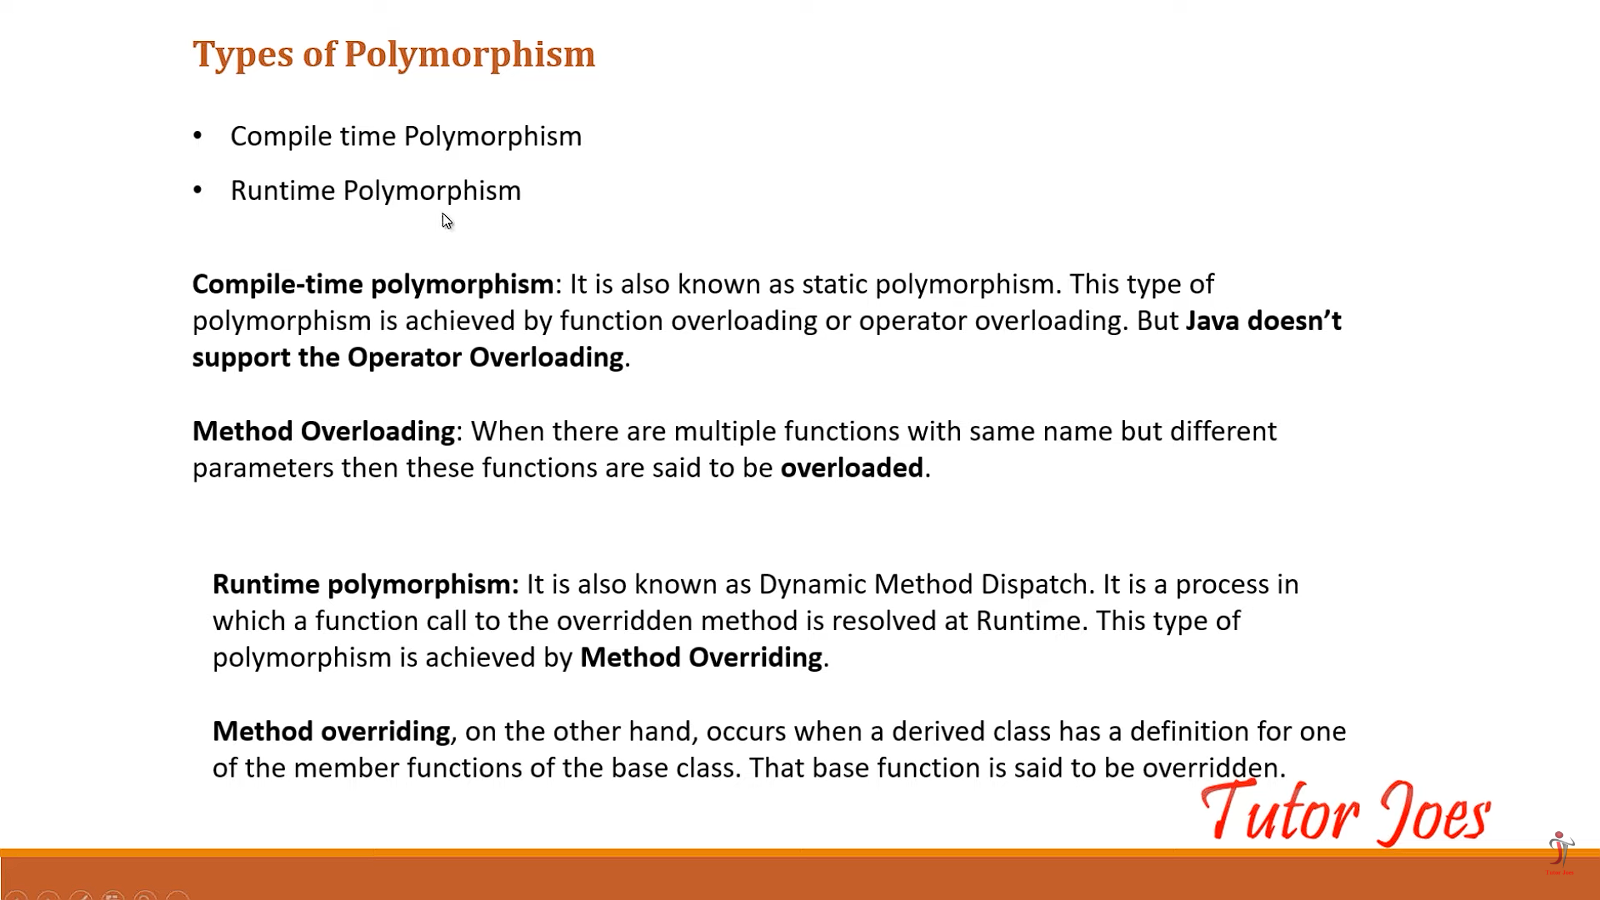 Types of Polymorphism
• Compile time Polymorphism
• Runtime Polymorphism
Compile-time polymorphism: It is also known as static polymorphism. This type of
polymorphism is achieved by function overloading or operator overloading. But Java doesn’t
support the Operator Overloading.
Method Overloading: When there are multiple functions with same name but different
parameters then these functions are said to be overloaded.
Runtime polymorphism: It is also known as Dynamic Method Dispatch. It is a process in
which a function call to the overridden method is resolved at Runtime. This type of
polymorphism is achieved by Method Overriding.
Method overriding, on the other hand, occurs when a derived class has a definition for one
of the member functions of the base class. That base function is said to be overridden.
Tutor Joes
Tutor Joes